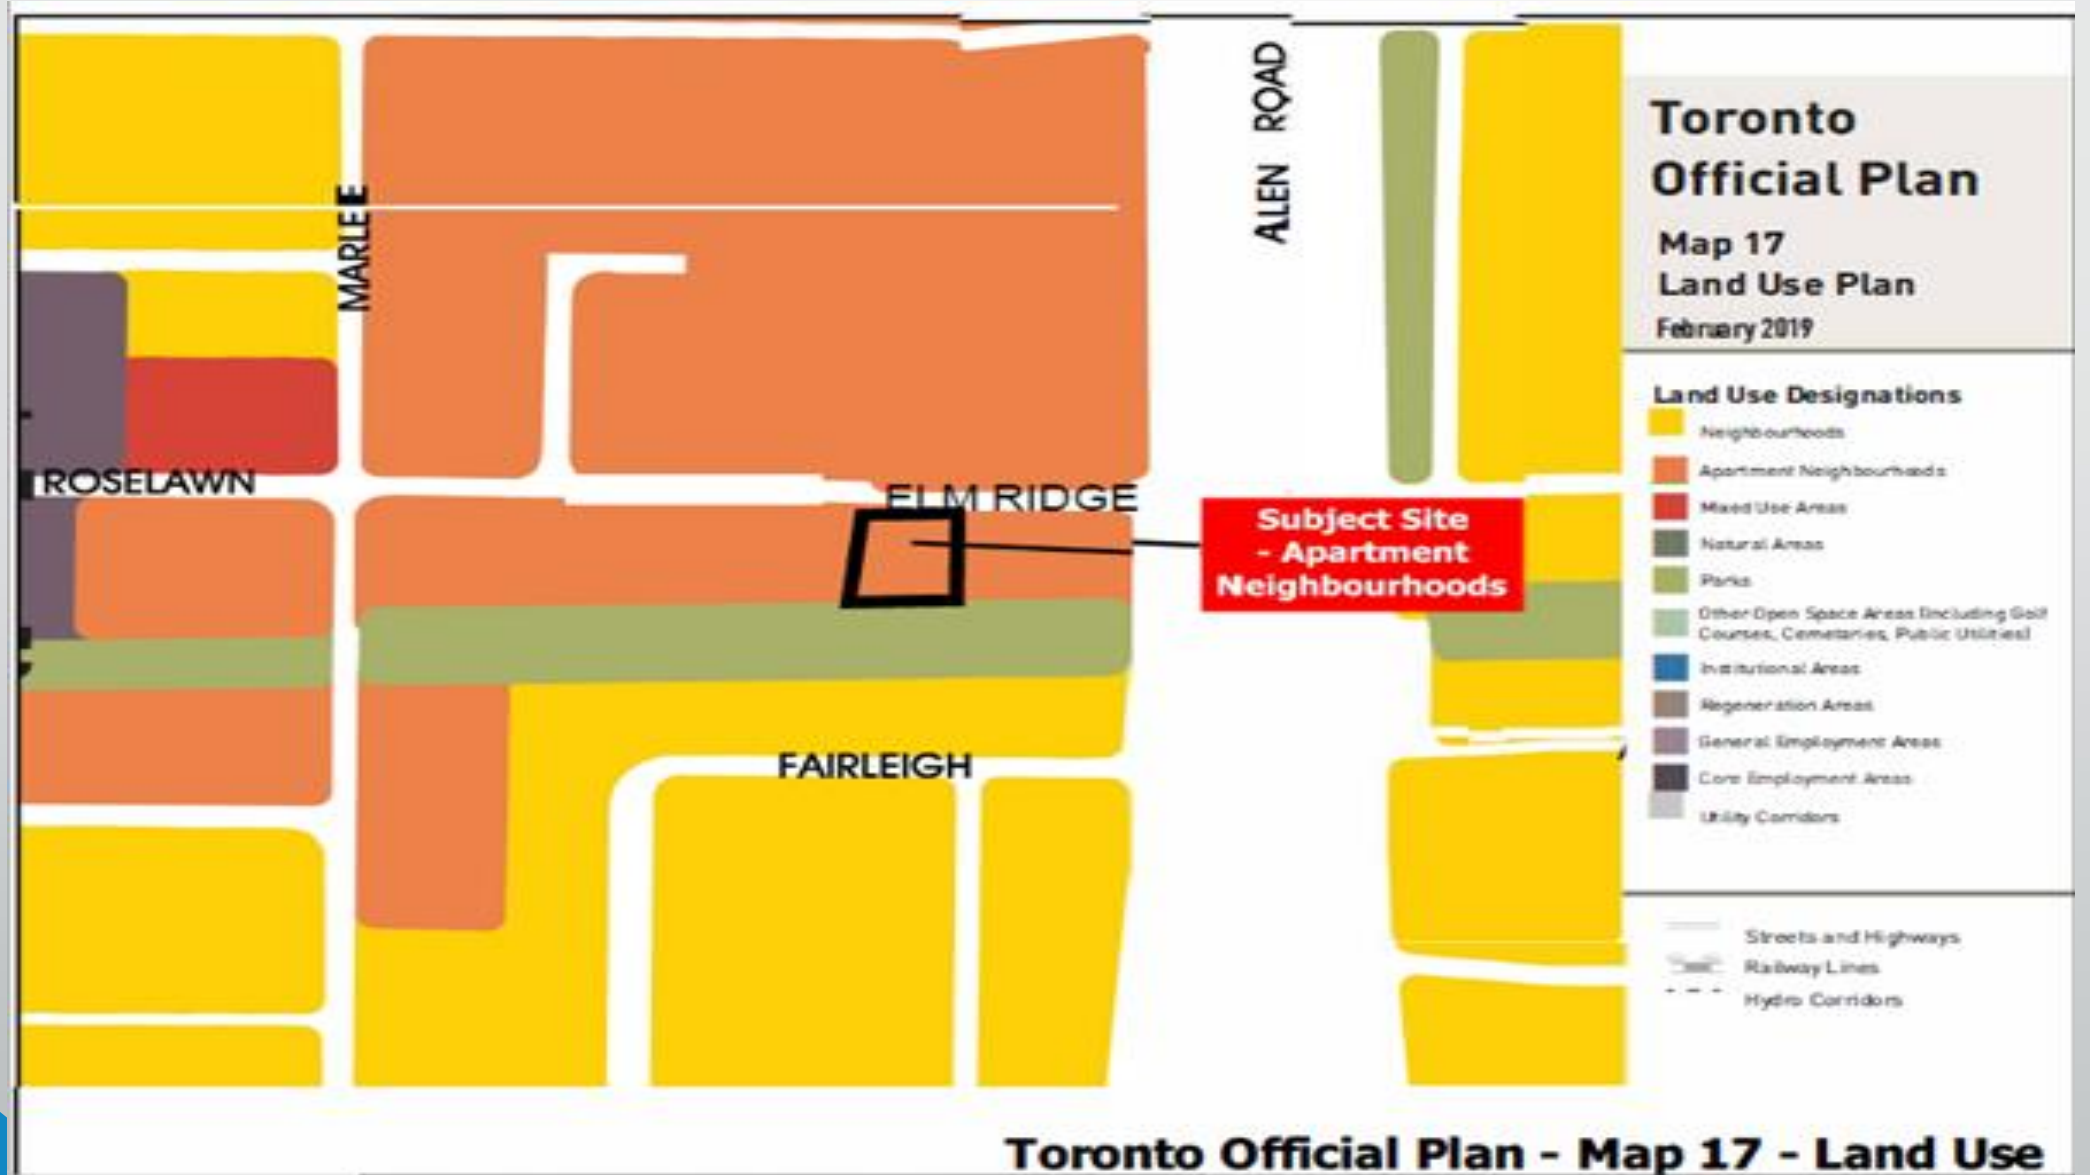 MARLEE
ALLEN ROAD
ROSELAWN
ELM RIDGE
Subject Site
- Apartment
Neighbourhoods
FAIRLEIGH
Toronto
Official Plan
Map 17
Land Use Plan
February 2019
Land Use Designations
Neighbourhoods
Apartment Neighbourhoods
Mixed Use Areas
Natural Areas
Parks
Other Open Space Areas (Including Golf
Courses, Cemetaries, Public Utilities)
Institutional Areas
Regeneration Areas
General Employment Areas
Core Employment Areas
Utility Corridors
Streets and Highways
Railway Lines
Hydro Corridors
Toronto Official Plan - Map 17 - Land Use